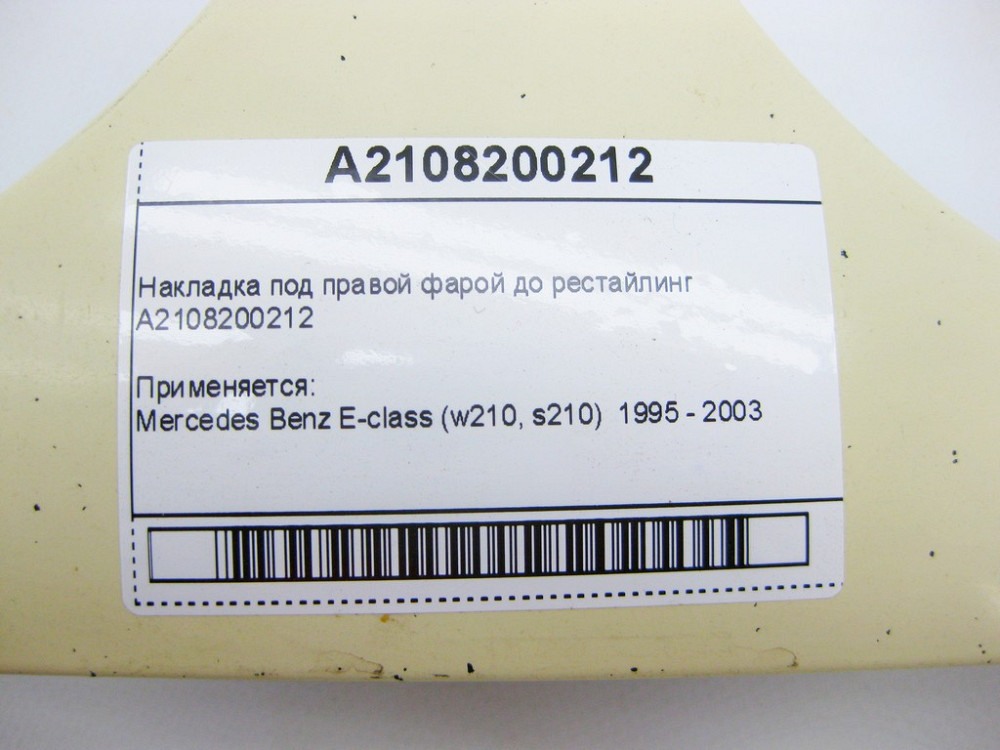 A2108200212
Накладка под правой фарой до рестайлинг
A2108200212
Применяется:
Mercedes Benz E-class (w210, s210) 1995 - 2003